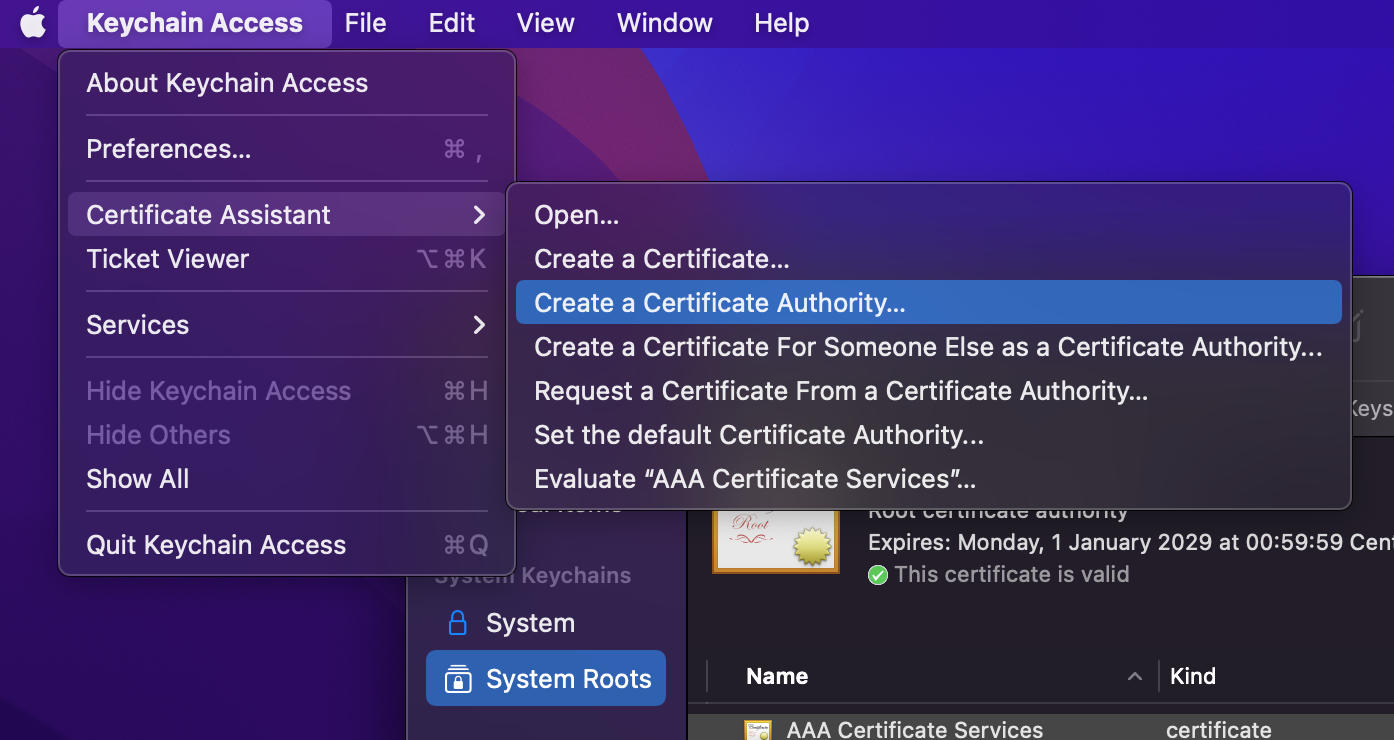 Keychain Access File Edit View Window Help
About Keychain Access
Preferences... ⌘ ,
Certificate Assistant
Ticket Viewer ⌥⌘K
Services
Hide Keychain Access ⌘H
Hide Others ⌥⌘H
Show All
Quit Keychain Access ⌘Q
Open...
Create a Certificate...
Create a Certificate Authority...
Create a Certificate For Someone Else as a Certificate Authority...
Request a Certificate From a Certificate Authority...
Set the default Certificate Authority...
Evaluate “AAA Certificate Services”...
Root
Root certificate authority
Expires: Monday, 1 January 2029 at 00:59:59
This certificate is valid
System Keychains
System
System Roots
Name Kind
AAA Certificate Services certificate